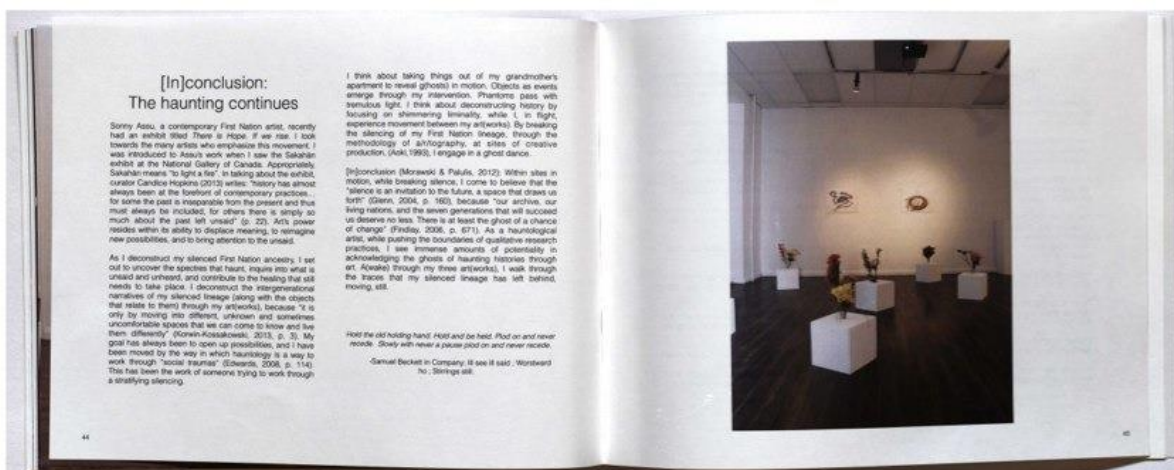 [In]conclusion:
The haunting continues
Sonny Assu, a contemporary First Nation artist, recently
had an exhibit titled There is Hope. If we rise. I look
towards the many artists who emphasize this movement. I
was introduced to Assu's work when I saw the Sakahàn
exhibit at the National Gallery of Canada. Appropriately,
Sakahàn means "to light a fire". In talking about the exhibit,
curator Candice Hopkins (2013) writes: "history has almost
always been at the forefront of contemporary practices...
for some the past is inseparable from the present and thus
must always be included, for others there is simply so
much about the past left unsaid" (p. 22). Art's power
resides within its ability to displace meaning, to reimagine
new possibilities, and to bring attention to the unsaid.
As I deconstruct my silenced First Nation ancestry, I set
out to uncover the spectres that haunt, inquire into what is
unsaid and unheard, and contribute to the healing that still
needs to take place. I deconstruct the intergenerational
narratives of my silenced lineage (along with the objects
that relate to them) through my art(works), because "it is
only by moving into different, unknown and sometimes
uncomfortable spaces that we can come to know and live
them differently" (Korwin-Kossakowski, 2013, p. 3). My
goal has always been to open up possibilities, and I have
been moved by the way in which hauntology is a way to
work through "social traumas" (Edwards, 2008, p. 114).
This has been the work of someone trying to work through
a stratifying silencing.
I think about taking things out of my grandmother's
apartment to reveal g(hosts) in motion. Objects as events
emerge through my intervention. Phantoms pass with
tremulous light. I think about deconstructing history by
focusing on shimmering liminality, while I, in flight,
experience movement between my art(works). By breaking
the silencing of my First Nation lineage, through the
methodology of a/r/tography, at sites of creative
production, (Aoki,1993), I engage in a ghost dance.
[In]conclusion (Morawski & Palulis, 2012): Within sites in
motion, while breaking silence, I come to believe that the
"silence is an invitation to the future, a space that draws us
forth" (Glenn, 2004, p. 160), because "our archive, our
living nations, and the seven generations that will succeed
us deserve no less. There is at least the ghost of a chance
of change" (Findlay, 2006, p. 671). As a hauntological
artist, while pushing the boundaries of qualitative research
practices, I see immense amounts of potentiality in
acknowledging the ghosts of haunting histories through
art. A(wake) through my three art(works), I walk through
the traces that my silenced lineage has left behind,
moving, still.
Hold the old holding hand. Hold and be held. Plod on and never
recede. Slowly with never a pause plod on and never recede.
-Samuel Beckett in Company; Ill see Ill said ; Worstward
ho ; Stirrings still.
44
45